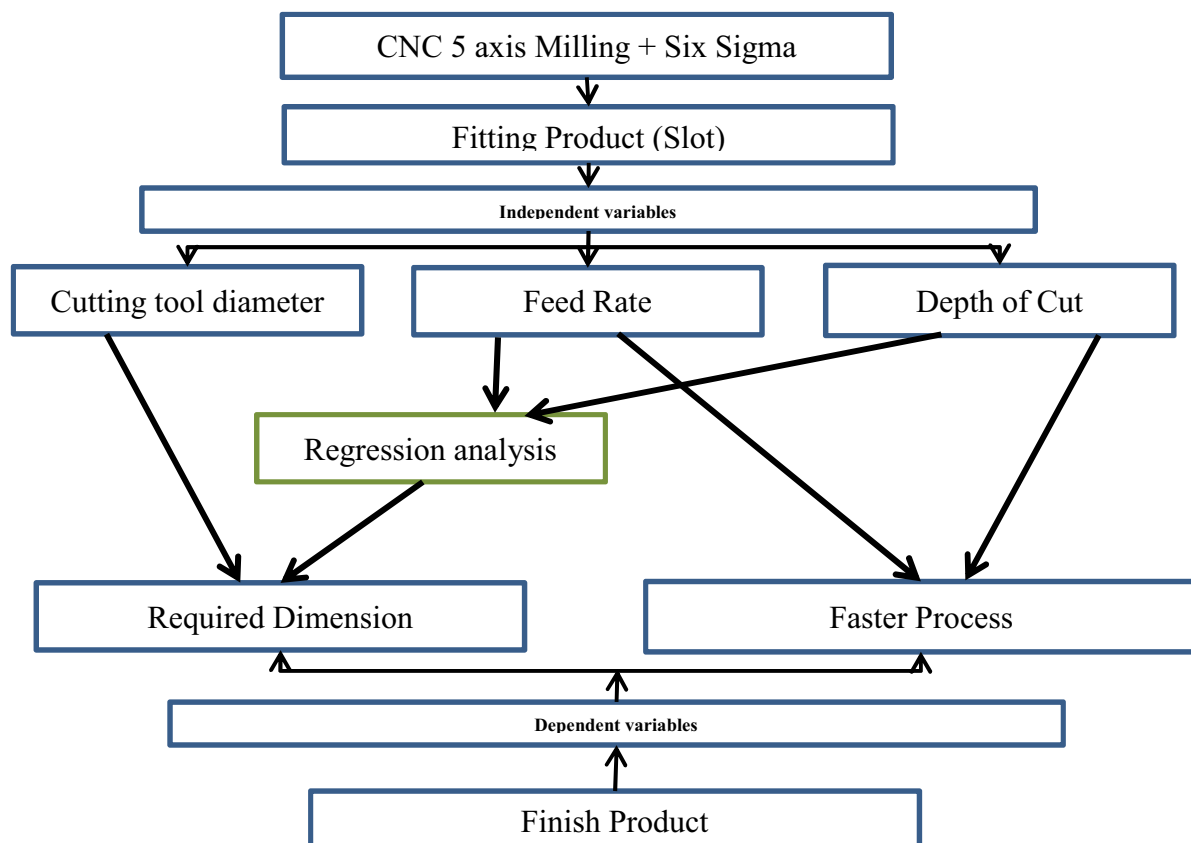 CNC 5 axis Milling + Six Sigma
Fitting Product (Slot)
Independent variables
Cutting tool diameter
Feed Rate
Depth of Cut
Regression analysis
Required Dimension
Faster Process
Dependent variables
Finish Product